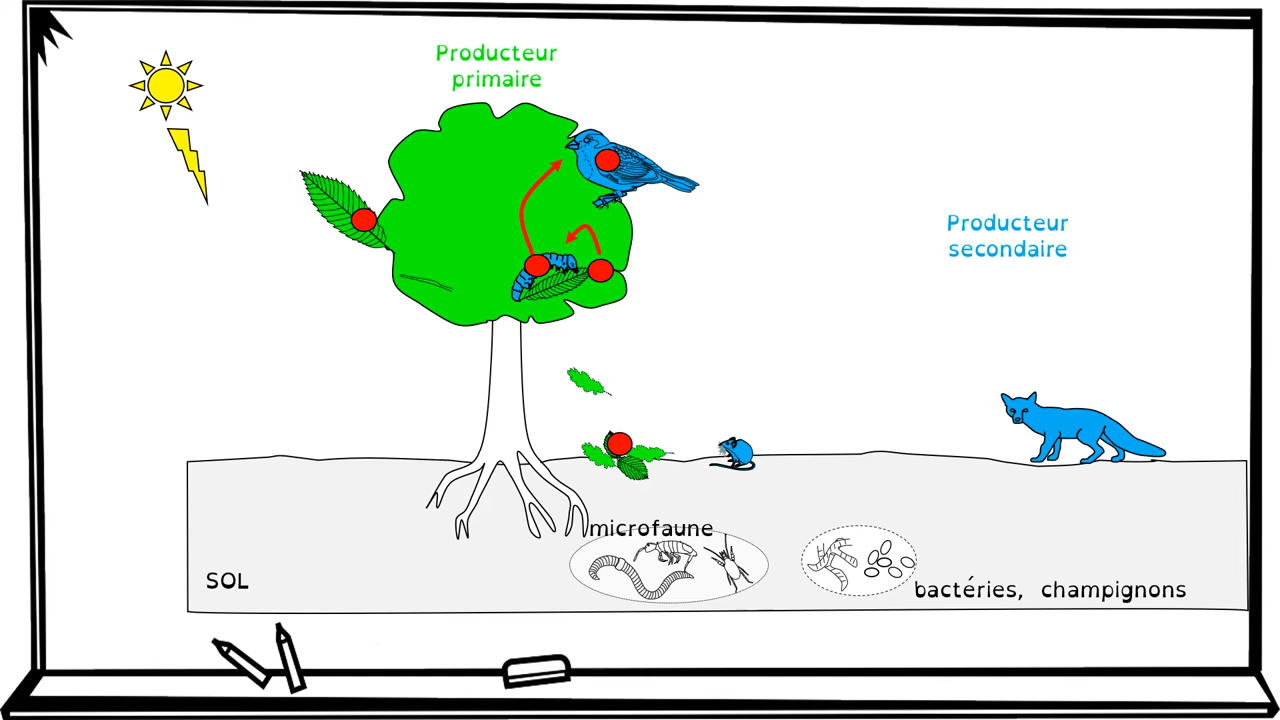 Producteur
primaire
Producteur
secondaire
microfaune
SOL
bactéries, champignons